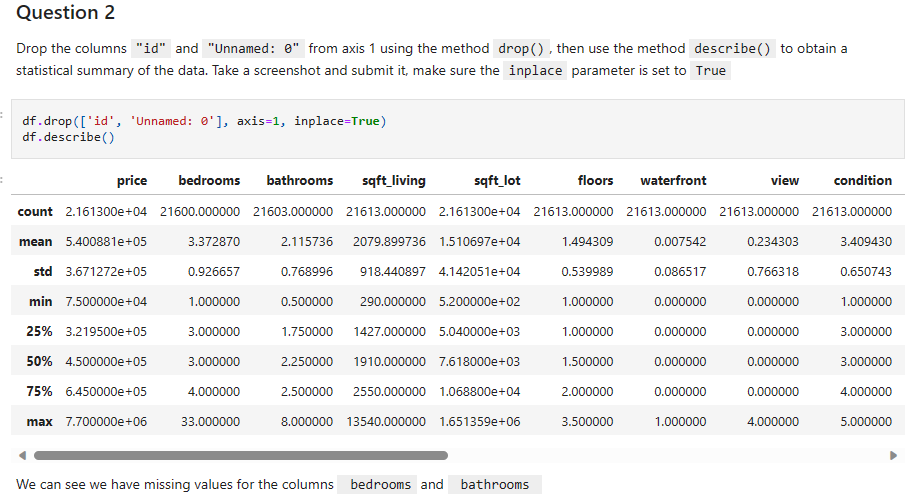 Question 2
Drop the columns "id" and "Unnamed: 0" from axis 1 using the method drop(), then use the method describe() to obtain a
statistical summary of the data. Take a screenshot and submit it, make sure the inplace parameter is set to True
df.drop(['id', 'Unnamed: 0'], axis=1, inplace=True)
df.describe()
price bedrooms bathrooms sqft_living sqft_lot floors waterfront view condition
count 2.161300e+04 21600.000000 21603.000000 21613.000000 2.161300e+04 21613.000000 21613.000000 21613.000000 21613.000000
mean 5.400881e+05 3.372870 2.115736 2079.899736 1.510697e+04 1.494309 0.007542 0.234303 3.409430
std 3.671272e+05 0.926657 0.768996 918.440897 4.142051e+04 0.539989 0.086517 0.766318 0.650743
min 7.500000e+04 1.000000 0.500000 290.000000 5.200000e+02 1.000000 0.000000 0.000000 1.000000
25% 3.219500e+05 3.000000 1.750000 1427.000000 5.040000e+03 1.000000 0.000000 0.000000 3.000000
50% 4.500000e+05 3.000000 2.250000 1910.000000 7.618000e+03 1.500000 0.000000 0.000000 3.000000
75% 6.450000e+05 4.000000 2.500000 2550.000000 1.068800e+04 2.000000 0.000000 0.000000 4.000000
max 7.700000e+06 33.000000 8.000000 13540.000000 1.651359e+06 3.500000 1.000000 4.000000 5.000000
We can see we have missing values for the columns bedrooms and bathrooms